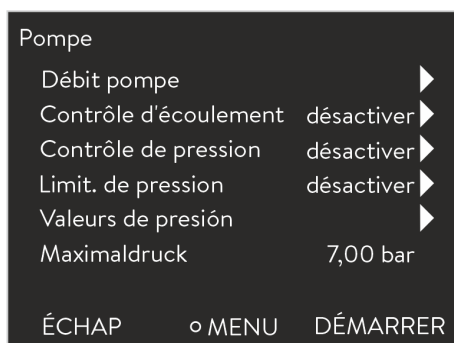 Pompe
Débit pompe
Contrôle d'écoulement désactiver
Contrôle de pression désactiver
Limit. de pression désactiver
Valeurs de presión
Maximaldruck 7,00 bar
ÉCHAP MENU DÉMARRER